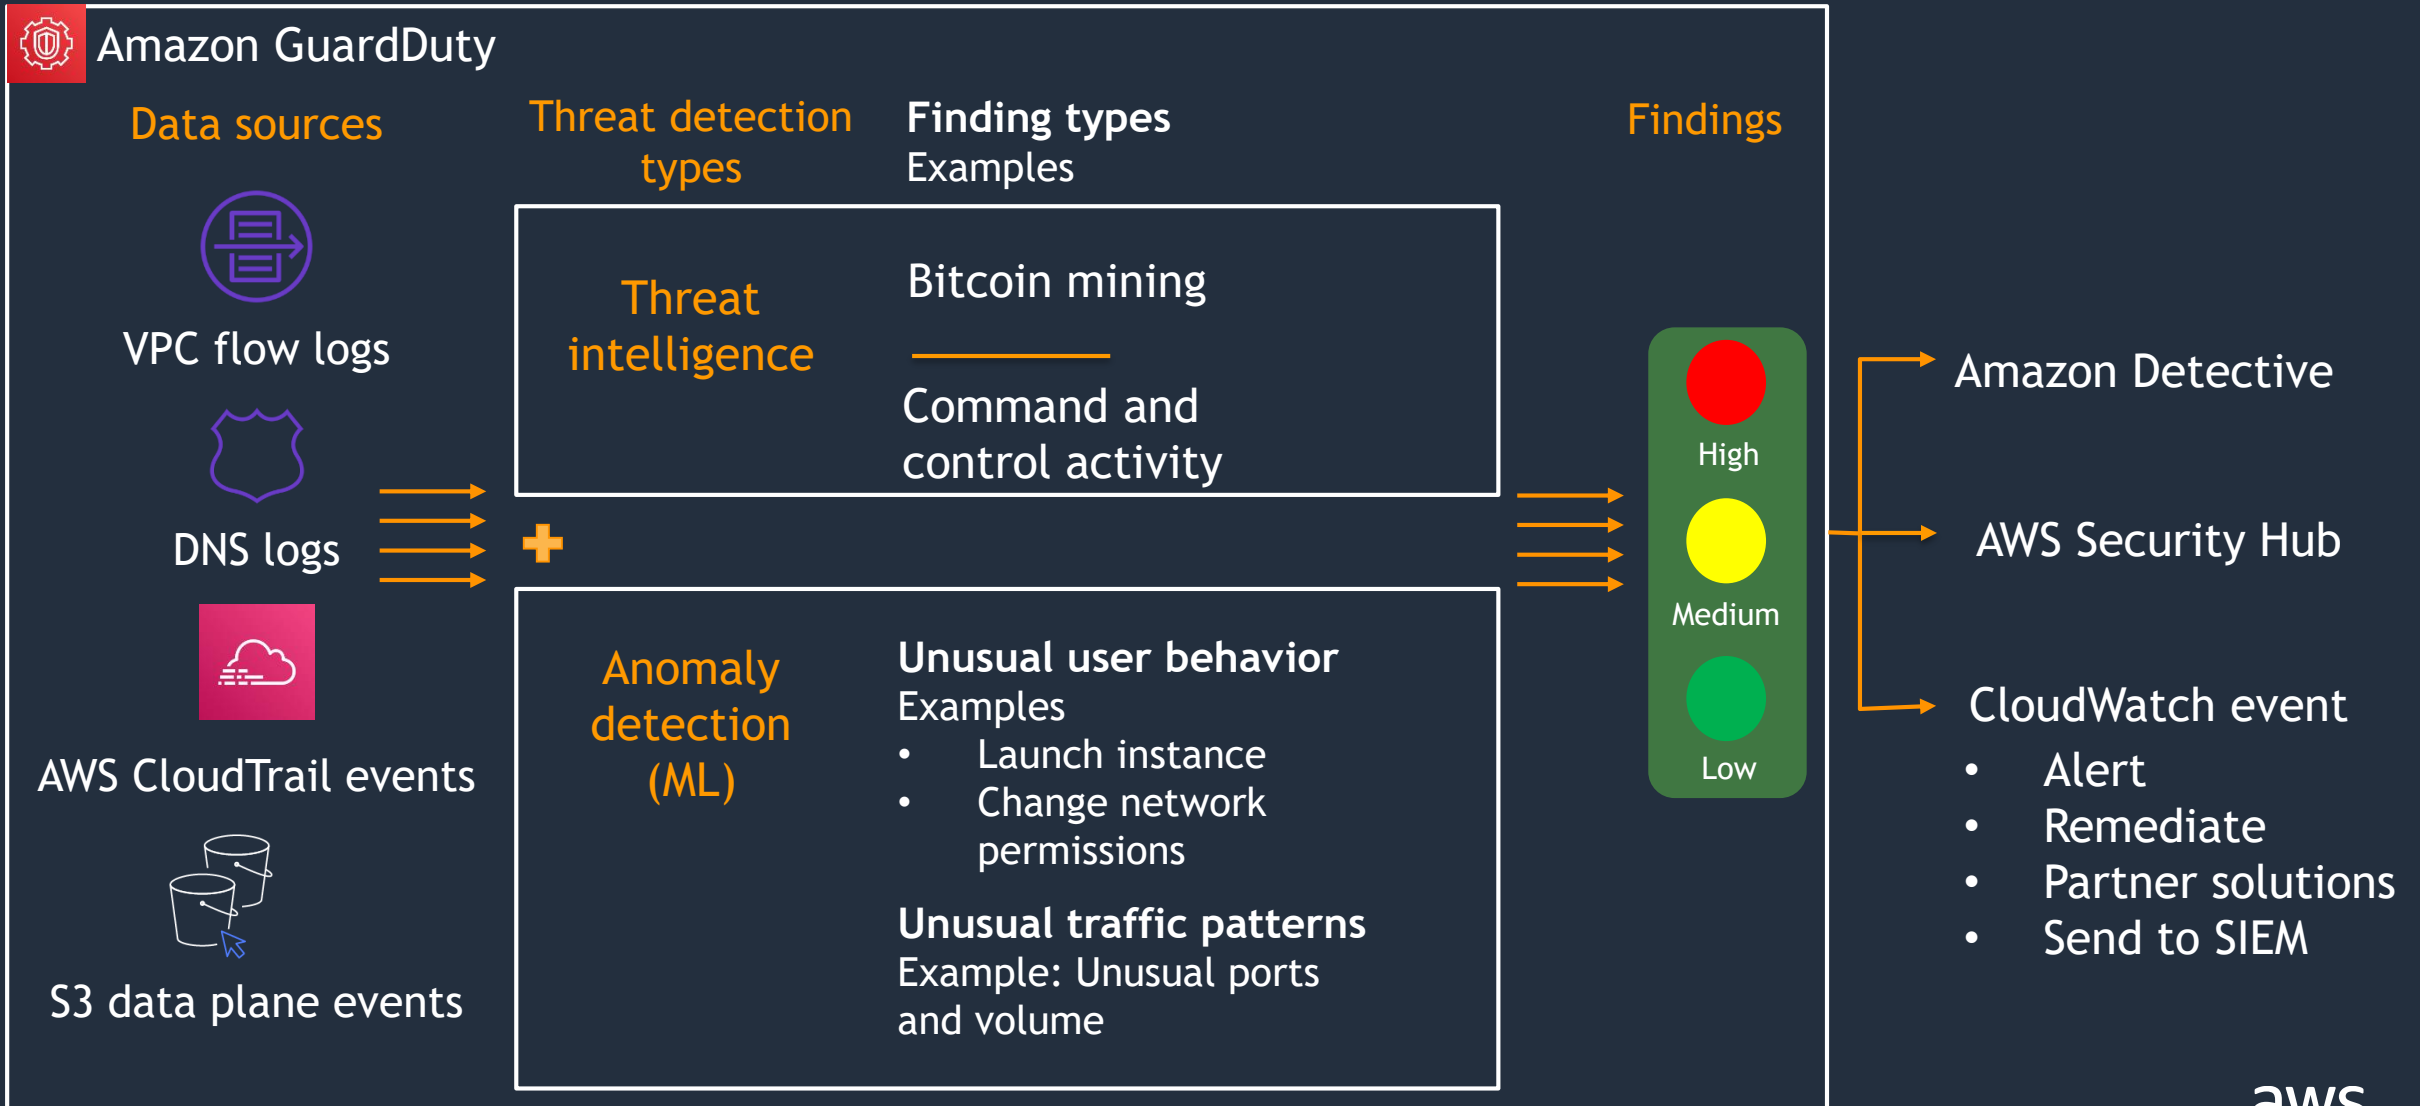 Amazon GuardDuty
Data sources
VPC flow logs
DNS logs
AWS CloudTrail events
S3 data plane events
Threat detection
types
Finding types
Examples
Threat
intelligence
Bitcoin mining
Command and
control activity
Anomaly
detection
(ML)
Unusual user behavior
Examples
• Launch instance
• Change network
permissions
Unusual traffic patterns
Example: Unusual ports
and volume
Findings
High
Medium
Low
Amazon Detective
AWS Security Hub
CloudWatch event
• Alert
• Remediate
• Partner solutions
• Send to SIEM
aws